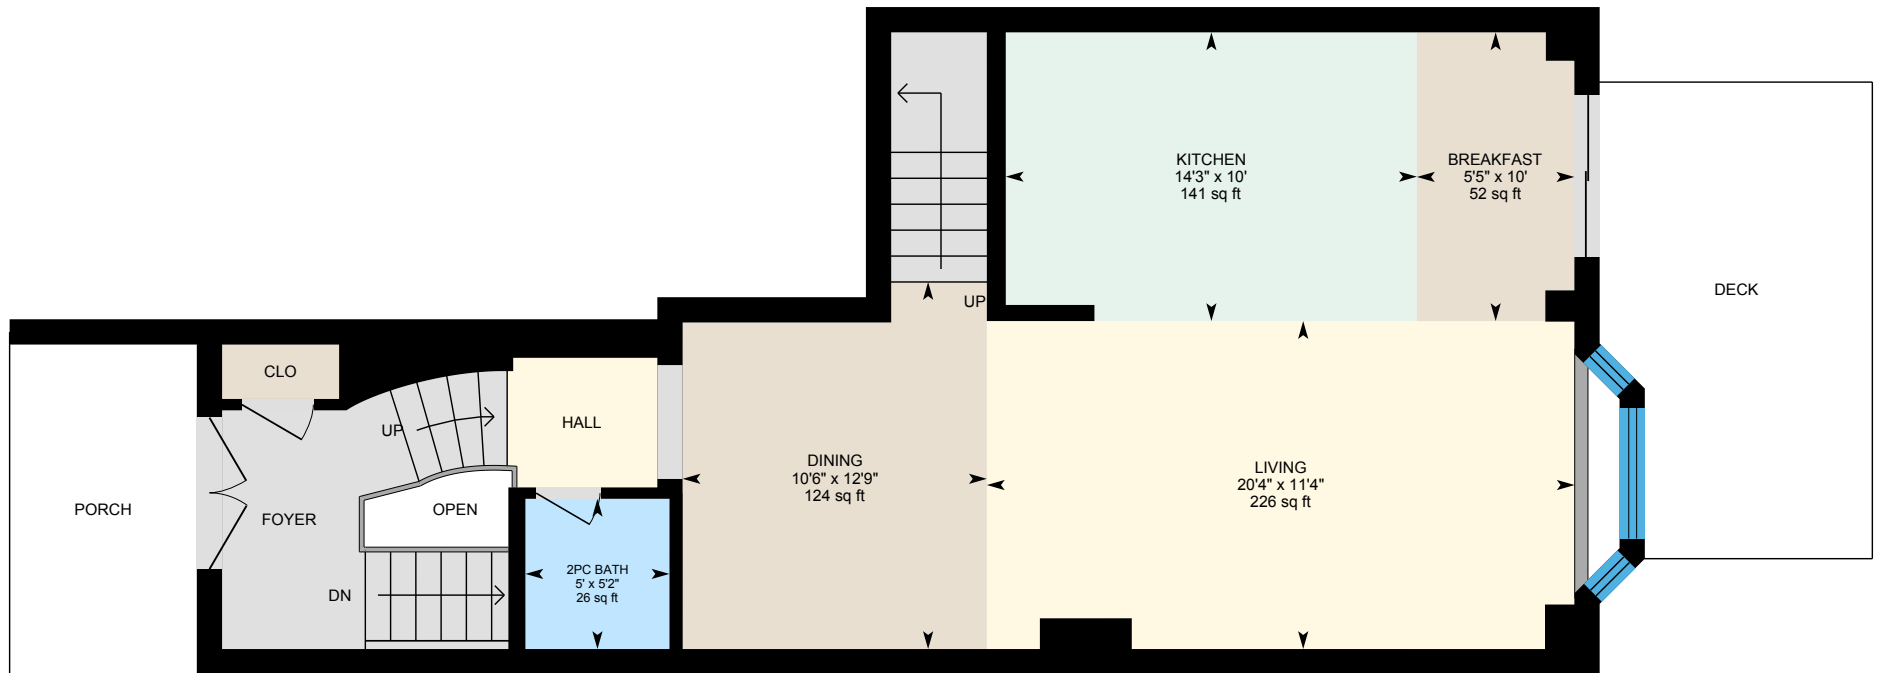 KITCHEN
14'3" x 10'
141 sq ft
BREAKFAST
5'5" x 10'
52 sq ft
DECK
UP
CLO
UP
HALL
DINING
10'6" x 12'9"
124 sq ft
LIVING
20'4" x 11'4"
226 sq ft
PORCH
FOYER
OPEN
2PC BATH
5' x 5'2"
26 sq ft
DN